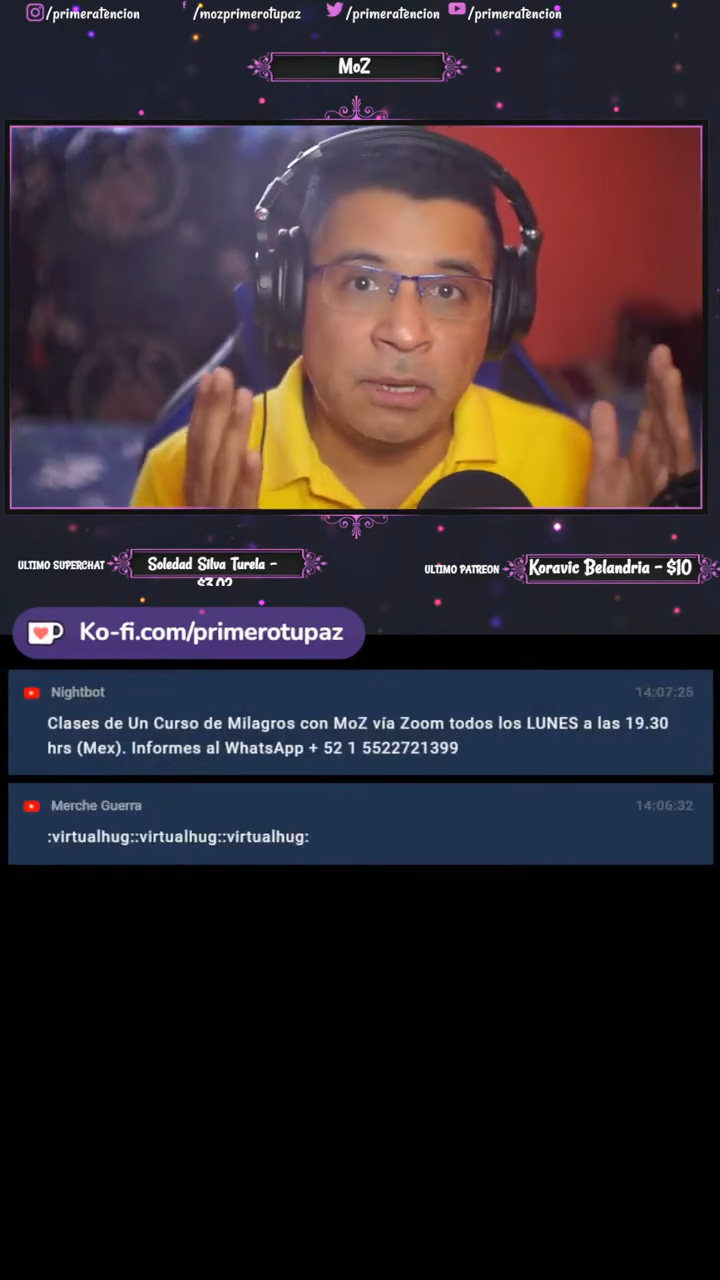 /primeratencion /mozprimerotupaz /primeratencion /primeratencion
MoZ
ULTIMO SUPERCHAT Soledad Silva Turela - $3.02
ULTIMO PATREON Koravic Belandria - $10
Ko-fi.com/primerotupaz
Nightbot 14:07:25
Clases de Un Curso de Milagros con MoZ vía Zoom todos los LUNES a las 19.30
hrs (Mex). Informes al WhatsApp + 52 1 5522721399
Merche Guerra 14:06:32
:virtualhug::virtualhug::virtualhug: